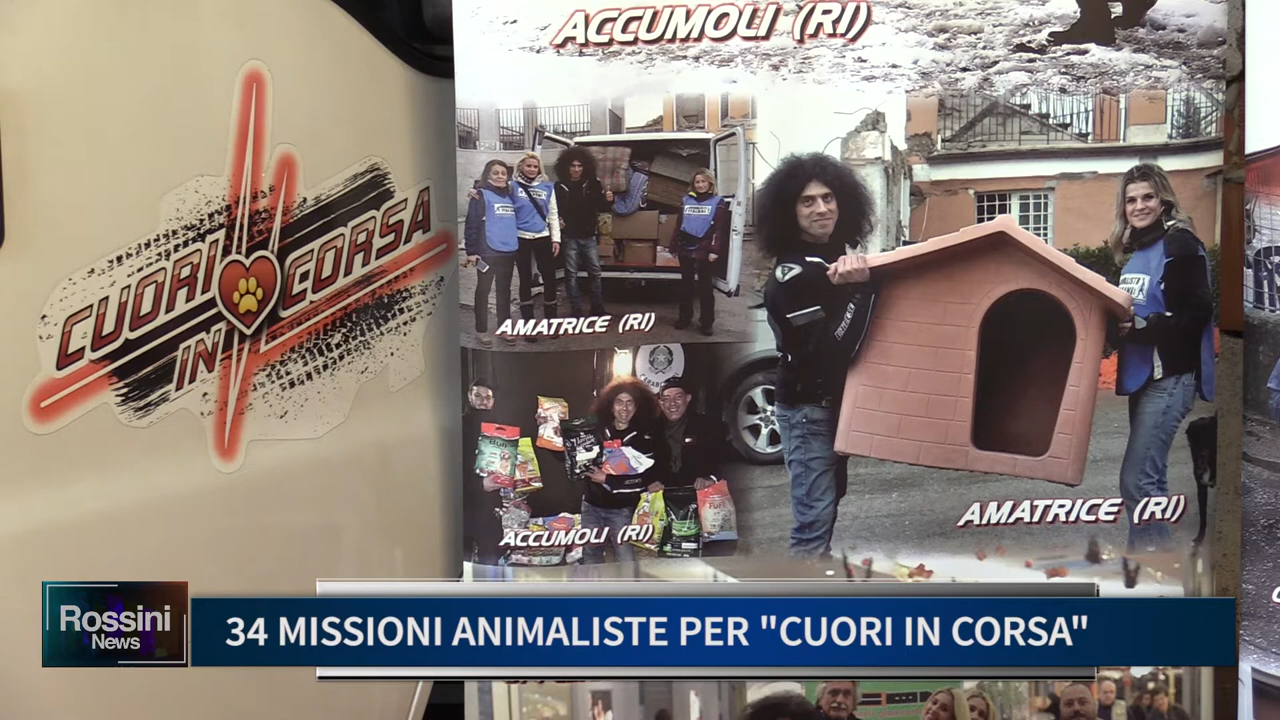 ACCUMOLI (RI)
CUORI
IN
CORSA
AMATRICE (RI)
ACCUMOLI (RI)
AMATRICE (RI)
Rossini
News
34 MISSIONI ANIMALISTE PER "CUORI IN CORSA"